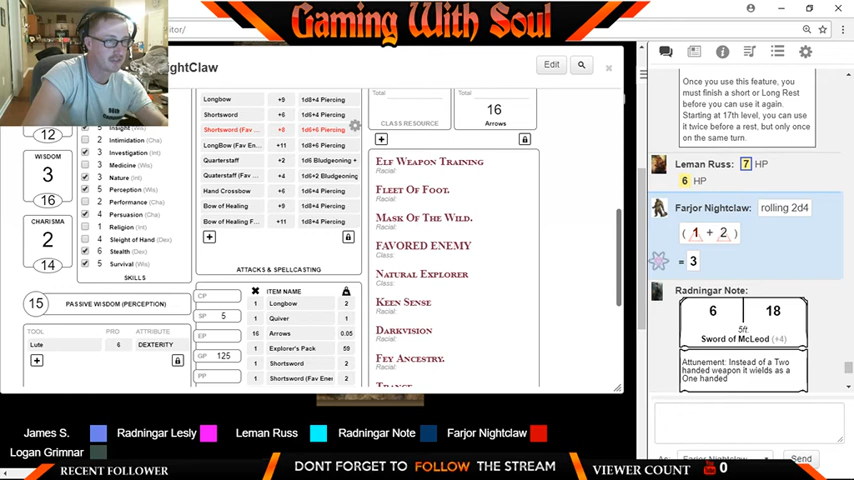 Gaming With Soul
itor/
ightClaw
Edit
12
WISDOM
3
16
CHARISMA
2
14
5 Insight (Wis)
2 Intimidation (Cha)
3 Investigation (Int)
3 Medicine (Wis)
3 Nature (Int)
5 Perception (Wis)
2 Performance (Cha)
4 Persuasion (Cha)
1 Religion (Int)
4 Sleight of Hand (Dex)
6 Stealth (Dex)
5 Survival (Wis)
SKILLS
15 PASSIVE WISDOM (PERCEPTION)
TOOL PRO ATTRIBUTE
Lute 6 DEXTERITY
Longbow +9 1d8+4 Piercing
Shortsword +6 1d6+4 Piercing
Shortsword (Fav ... +8 1d6+6 Piercing
LongBow (Fav En... +11 1d8+6 Piercing
Quarterstaff +2 1d6 Bludgeoning +
Quaterstaff (Fav ... +4 1d6+2 Bludgeoning
Hand Crossbow +6 1d6+4 Piercing
Bow of Healing +9 1d8+4 Piercing
Bow of Healing F... +11 1d8+6 Piercing
ATTACKS & SPELLCASTING
CP
SP 5
EP
GP 125
PP
ITEM NAME
1 Longbow 2
1 Quiver 1
16 Arrows 0.05
1 Explorer's Pack 59
1 Shortsword 2
1 Shortsword (Fav Ener 2
Total
CLASS RESOURCE
Total
16
Arrows
ELF WEAPON TRAINING
Racial:
FLEET OF FOOT.
Racial:
MASK OF THE WILD.
Racial:
FAVORED ENEMY
Class:
NATURAL EXPLORER
Class:
KEEN SENSE
Racial:
DARKVISION
Racial:
FEY ANCESTRY.
Racial:
TRANCE
Once you use this feature, you
must finish a short or Long Rest
before you can use it again.
Starting at 17th level, you can
use it twice before a rest, but only once
on the same turn.
Leman Russ: 7 HP
6 HP
Farjor Nightclaw: rolling 2d4
( 1 + 2 )
= 3
Radningar Note:
6 18
5ft.
Sword of McLeod (+4)
Attunement: Instead of a Two
handed weapon it wields as a
One handed
As: Farjor Nightclaw Send
James S. Radningar Lesly Leman Russ Radningar Note Farjor Nightclaw
Logan Grimnar
RECENT FOLLOWER
DONT FORGET TO FOLLOW THE STREAM
VIEWER COUNT 0